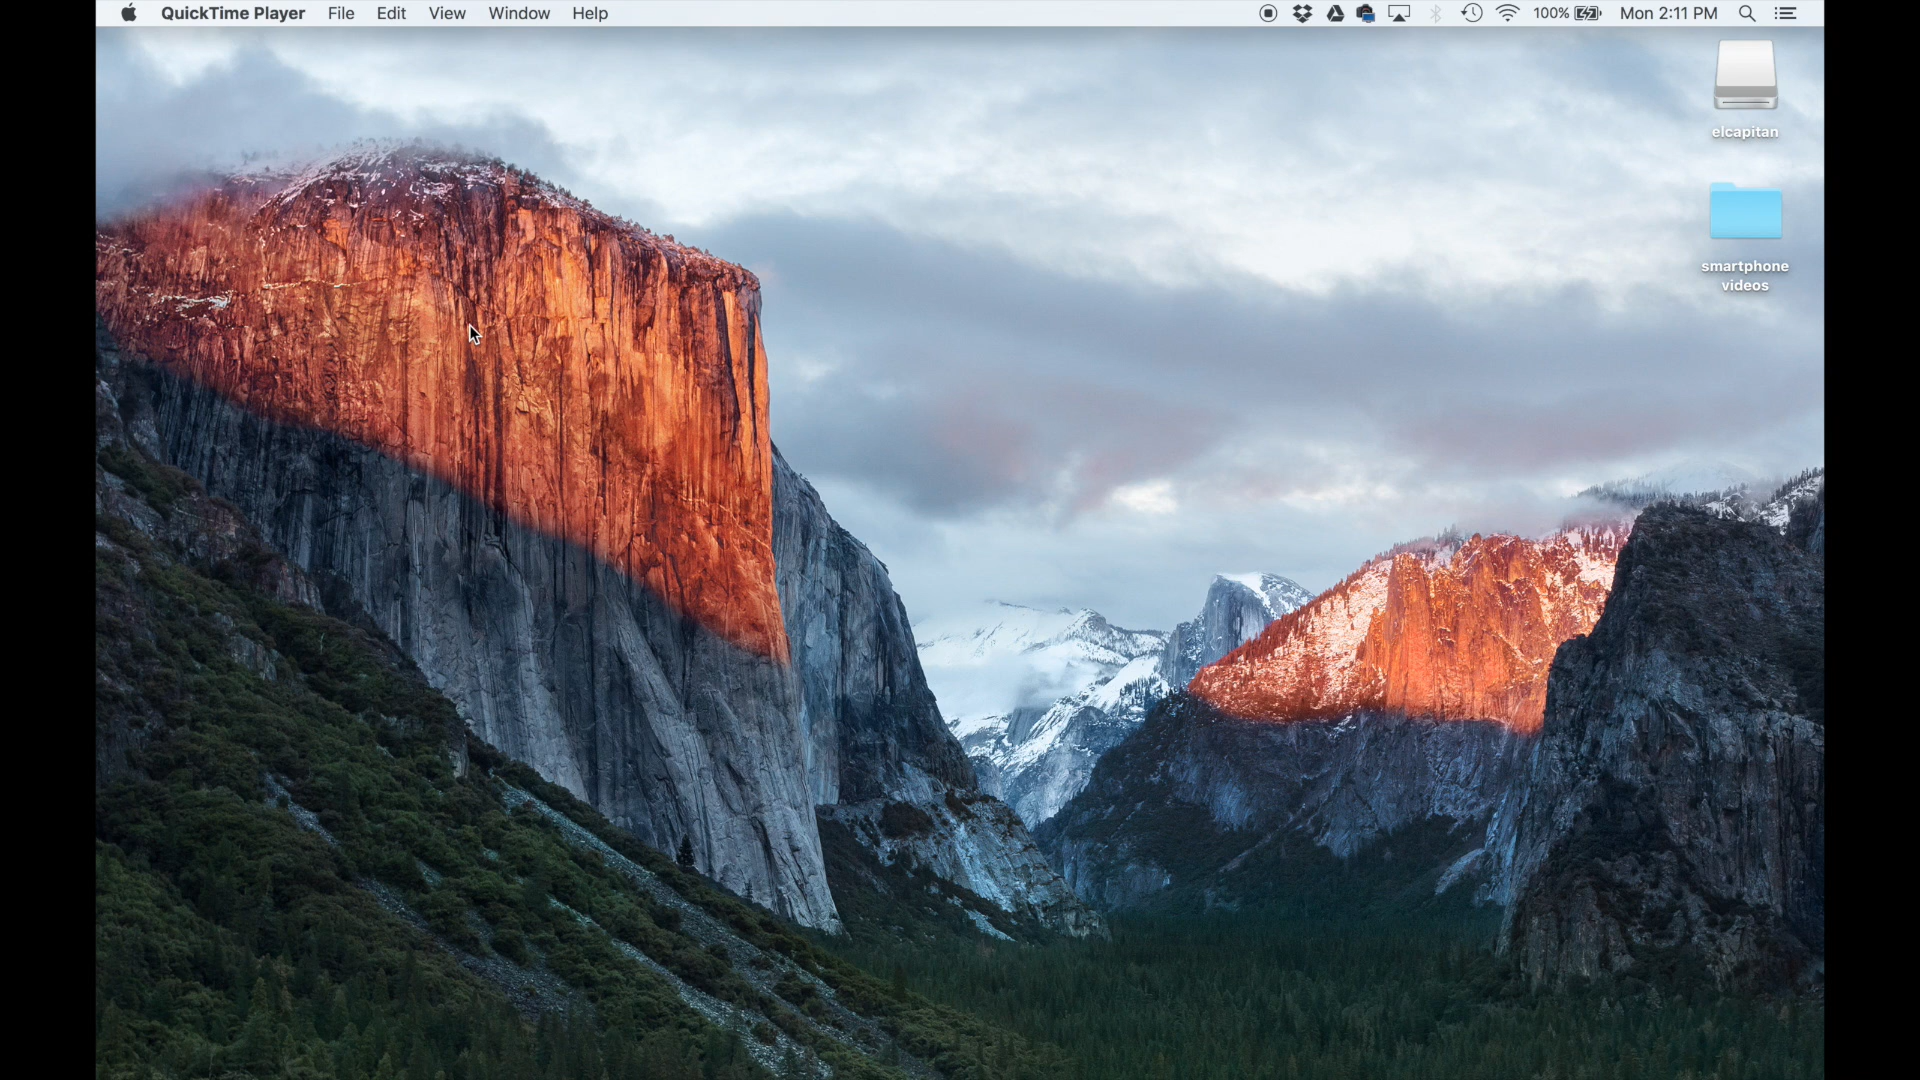 QuickTime Player File Edit View Window Help 100% Mon 2:11 PM
elcapitan
smartphone
videos